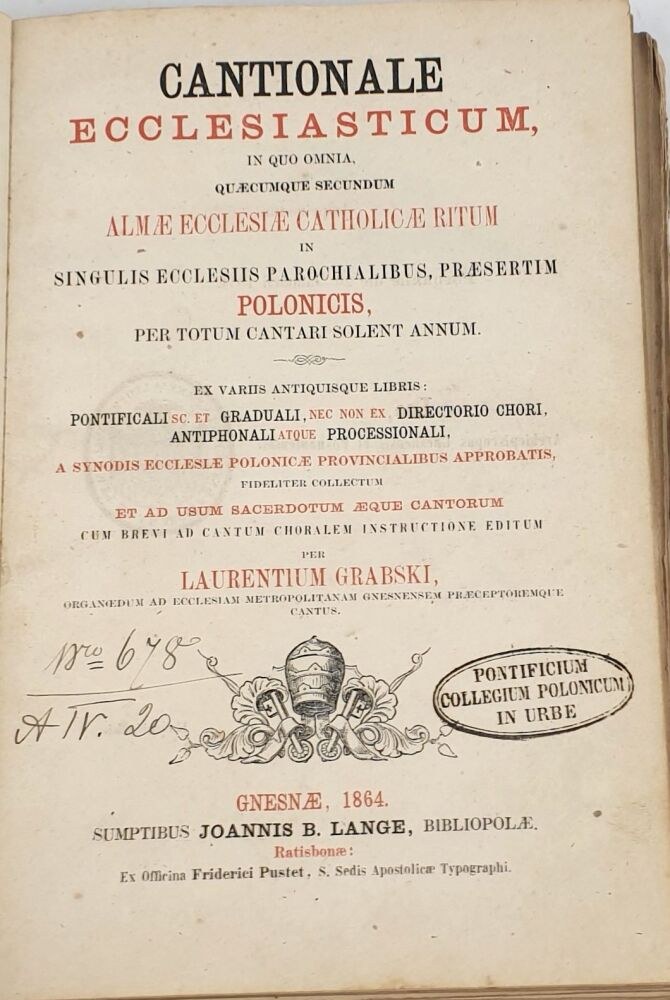 CANTIONALE
ECCLESIASTICUM,
IN QUO OMNIA,
QUÆCUMQUE SECUNDUM
ALMÆ ECCLESIÆ CATHOLICÆ RITUM
IN
SINGULIS ECCLESIIS PAROCHIALIBUS, PRÆSERTIM
POLONICIS,
PER TOTUM CANTARI SOLENT ANNUM.
EX VARIIS ANTIQUISQUE LIBRIS:
PONTIFICALI SC. ET GRADUALI, NEC NON EX DIRECTORIO CHORI,
ANTIPHONALI ATQUE PROCESSIONALI,
A SYNODIS ECCLESIÆ POLONICÆ PROVINCIALIBUS APPROBATIS,
FIDELITER COLLECTUM
ET AD USUM SACERDOTUM ÆQUE CANTORUM
CUM BREVI AD CANTUM CHORALEM INSTRUCTIONE EDITUM
PER
LAURENTIUM GRABSKI,
ORGANŒDUM AD ECCLESIAM METROPOLITANAM GNESNENSEM PRÆCEPTOREMQUE
CANTUS.
Nro 678
A IV. 20
PONTIFICIUM
COLLEGIUM POLONICUM
IN URBE
GNESNÆ, 1864.
SUMPTIBUS JOANNIS B. LANGE, BIBLIOPOLÆ.
Ratisbonæ:
Ex Officina Friderici Pustet, S. Sedis Apostolicæ Typographi.